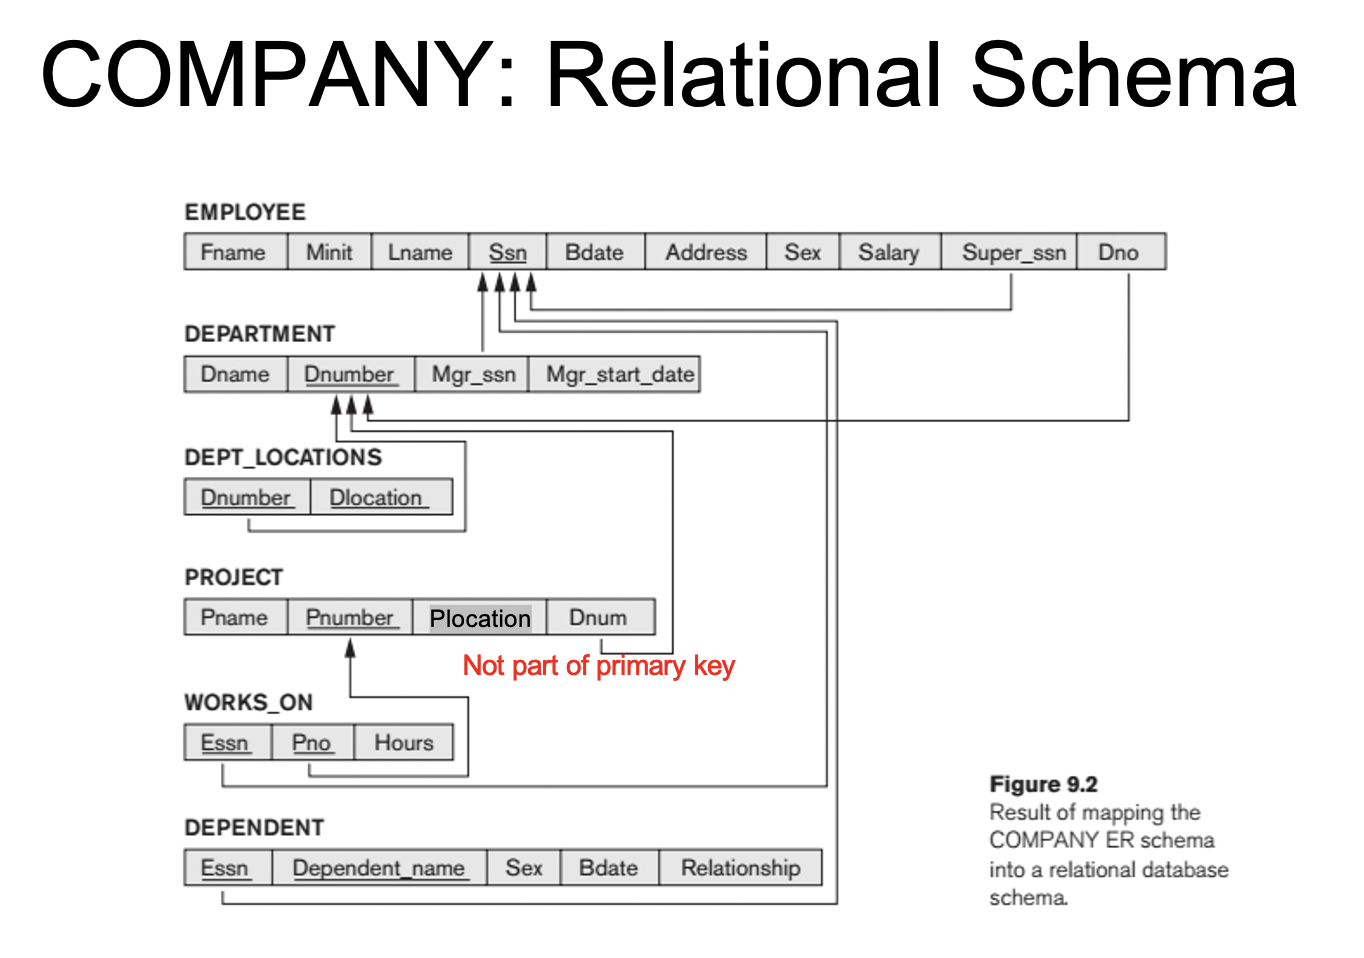 COMPANY: Relational Schema
EMPLOYEE
Fname Minit Lname Ssn Bdate Address Sex Salary Super_ssn Dno
DEPARTMENT
Dname Dnumber Mgr_ssn Mgr_start_date
DEPT_LOCATIONS
Dnumber Dlocation
PROJECT
Pname Pnumber Plocation Dnum
Not part of primary key
WORKS_ON
Essn Pno Hours
DEPENDENT
Essn Dependent_name Sex Bdate Relationship
Figure 9.2
Result of mapping the
COMPANY ER schema
into a relational database
schema.